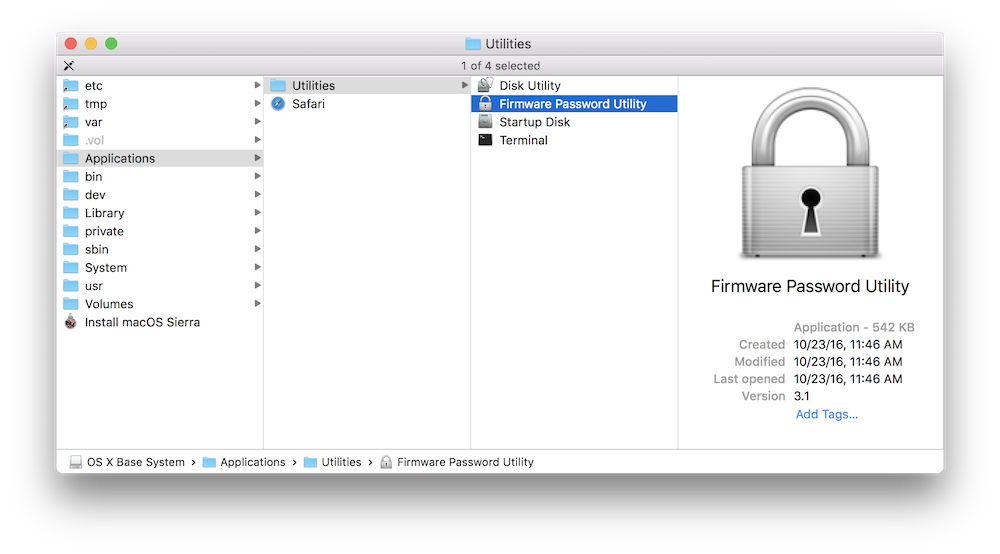 Utilities
1 of 4 selected
etc
tmp
var
.vol
Applications
bin
dev
Library
private
sbin
System
usr
Volumes
Install macOS Sierra
Utilities
Safari
Disk Utility
Firmware Password Utility
Startup Disk
Terminal
Firmware Password Utility
Application - 542 KB
Created 10/23/16, 11:46 AM
Modified 10/23/16, 11:46 AM
Last opened 10/23/16, 11:46 AM
Version 3.1
Add Tags...
OS X Base System › Applications › Utilities › Firmware Password Utility